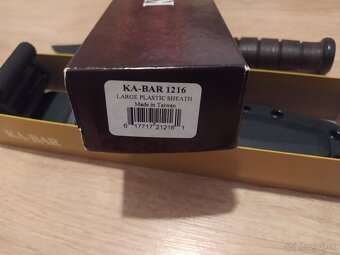 KA-BAR 1216
LARGE PLASTIC SHEATH
Made in Taiwan
6 17717 21216 1
KA-BAR